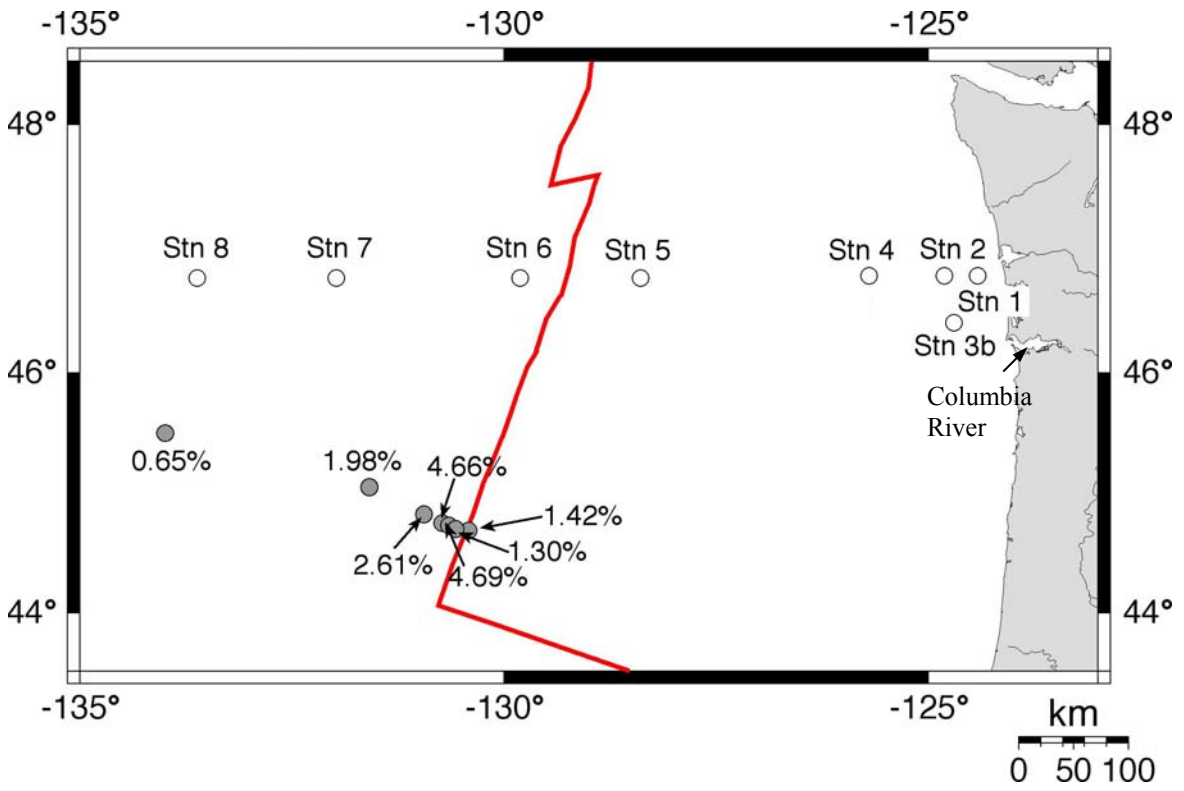 -135° -130° -125°
48° 48°
Stn 8 Stn 7 Stn 6 Stn 5 Stn 4 Stn 2
Stn 1
Stn 3b
46° 46°
Columbia
River
0.65% 1.98% 4.66%
1.42%
1.30%
2.61% 4.69%
44° 44°
-135° -130° -125°
km
0 50 100